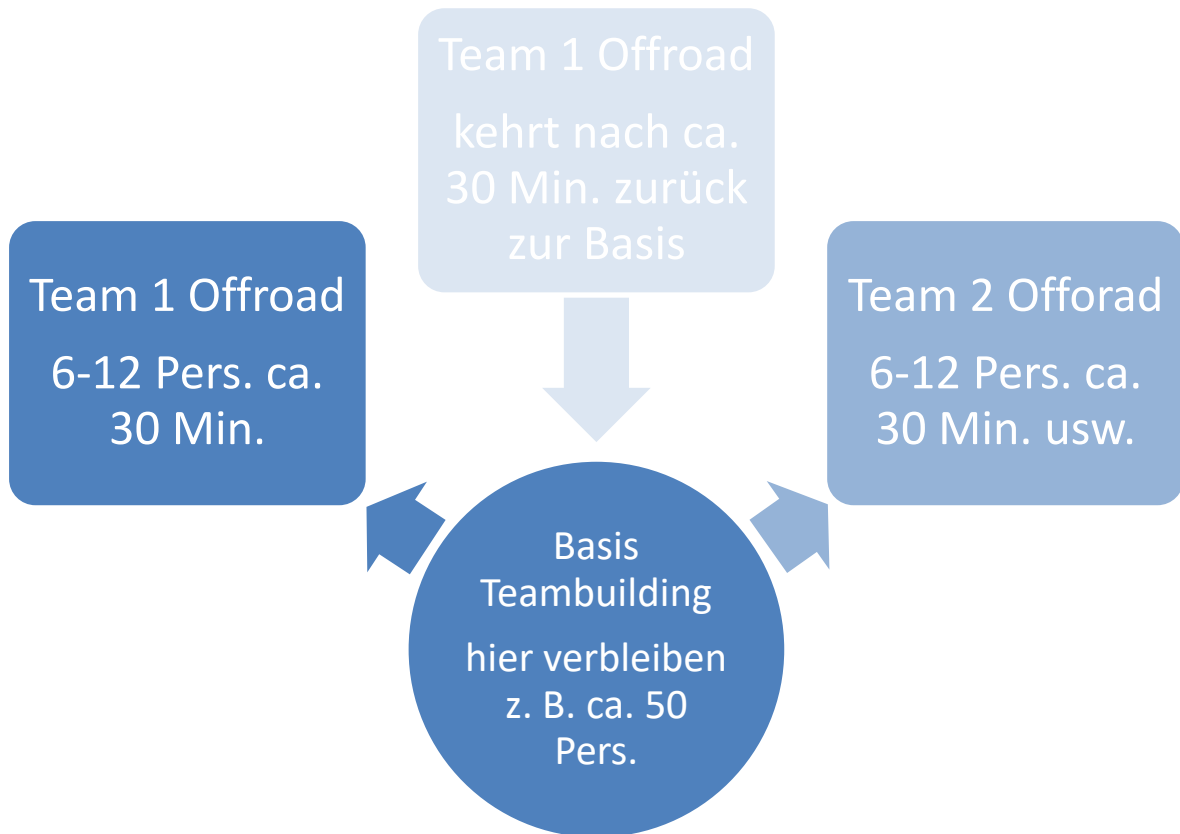 Team 1 Offroad
kehrt nach ca.
30 Min. zurück
zur Basis
Team 1 Offroad
6-12 Pers. ca.
30 Min.
Team 2 Offorad
6-12 Pers. ca.
30 Min. usw.
Basis
Teambuilding
hier verbleiben
z. B. ca. 50
Pers.